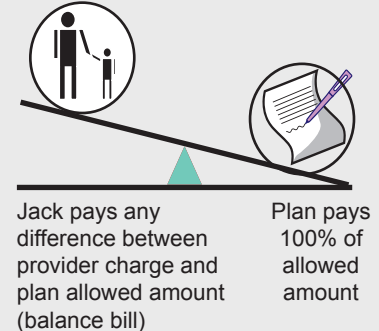 Jack pays any
difference between
provider charge and
plan allowed amount
(balance bill)
Plan pays
100% of
allowed
amount